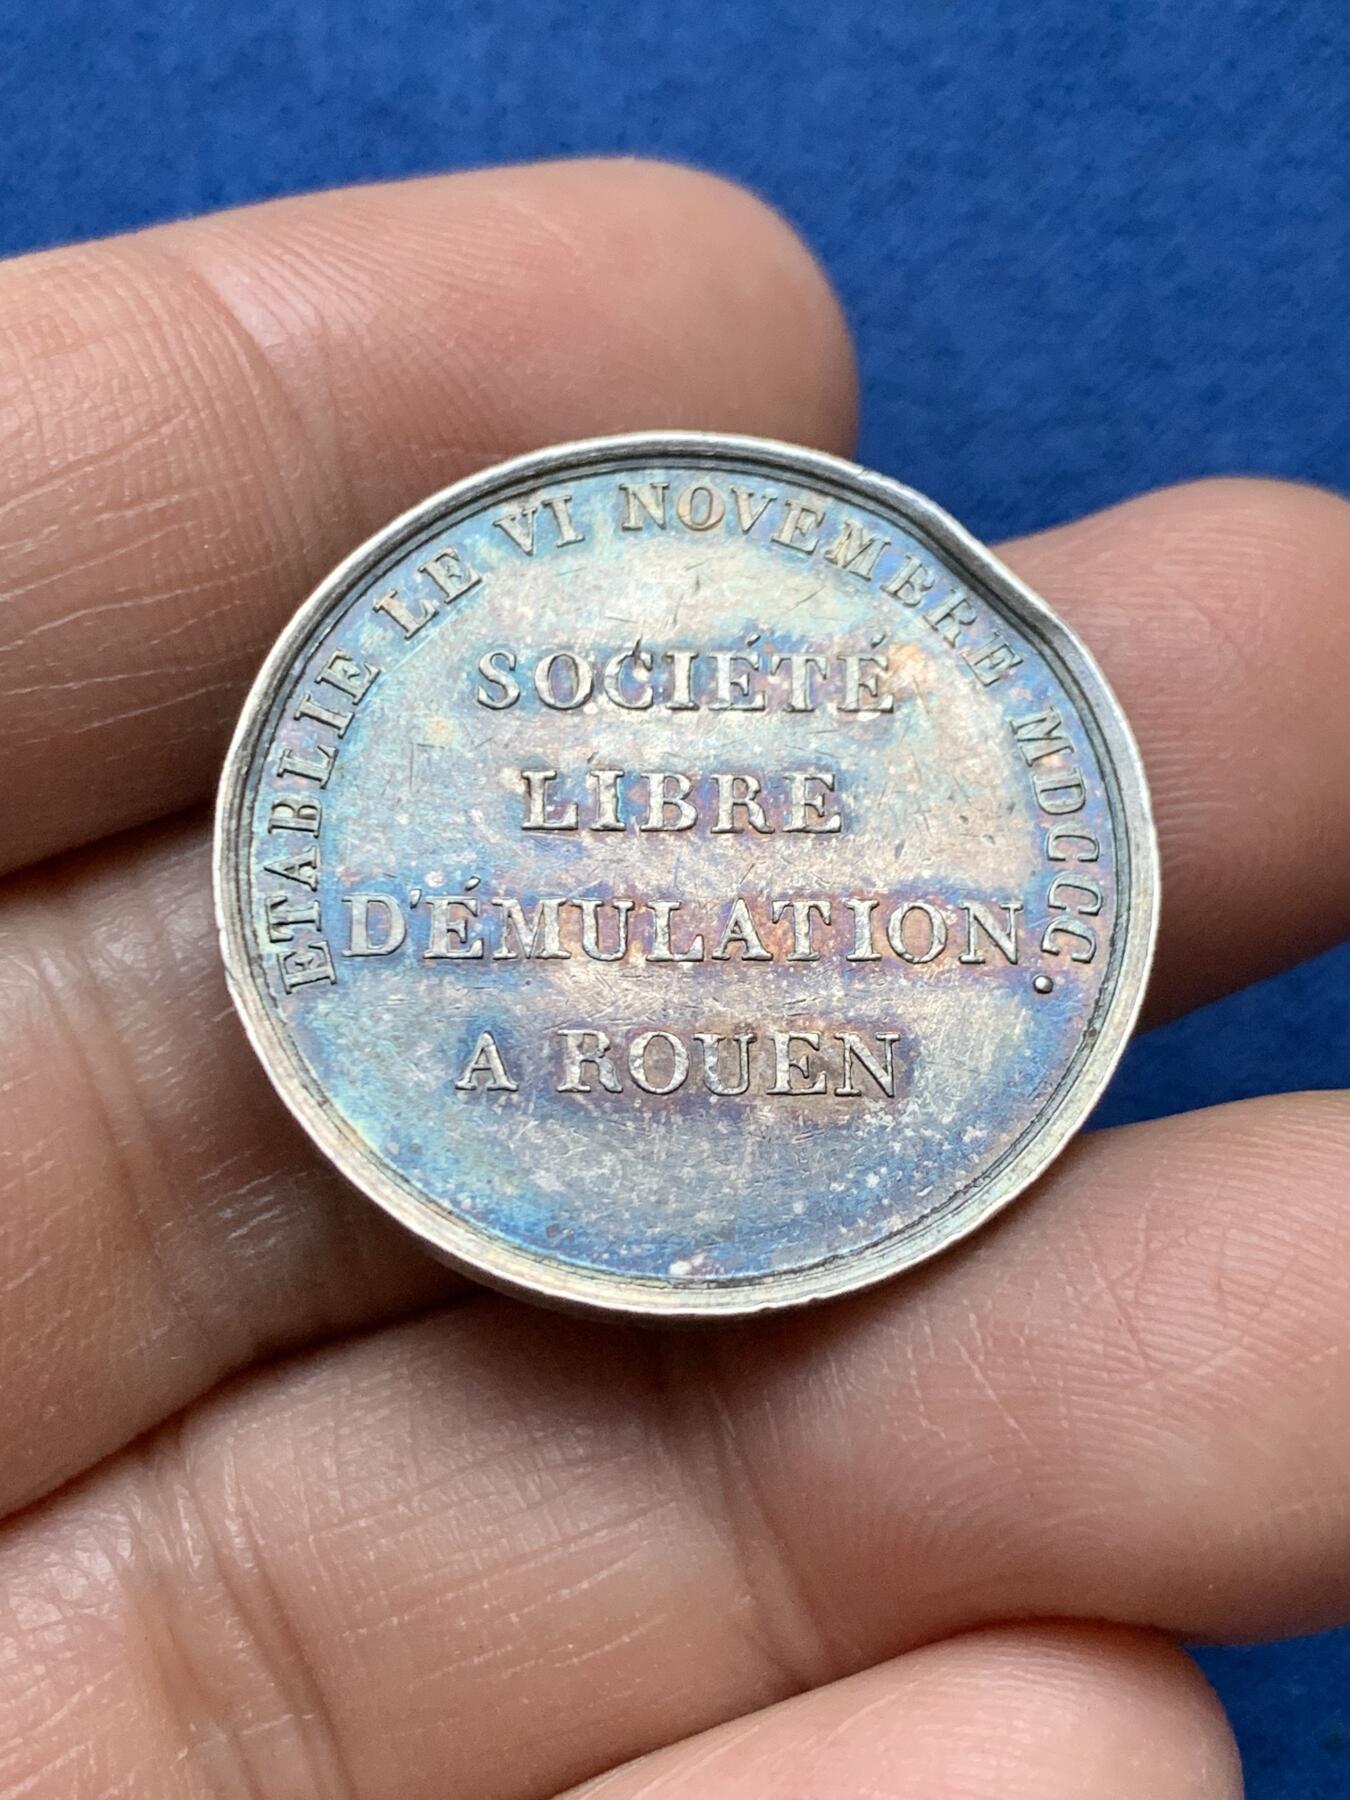 ETABLIE LE VI NOVEMBRE MDCCC.
SOCIÉTÉ
LIBRE
D'ÉMULATION
A ROUEN